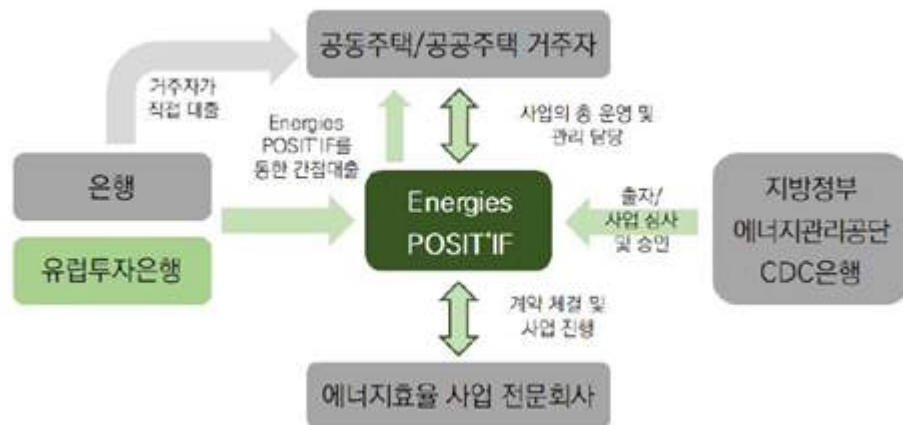 공동주택/공공주택 거주자
거주자가
직접 대출
Energies
POSIT'IF를
통한 간접대출
사업의 총 운영 및
관리 담당
은행
유럽투자은행
Energies
POSIT'IF
출자/
사업 심사
및 승인
지방정부
에너지관리공단
CDC은행
계약 체결 및
사업 진행
에너지효율 사업 전문회사